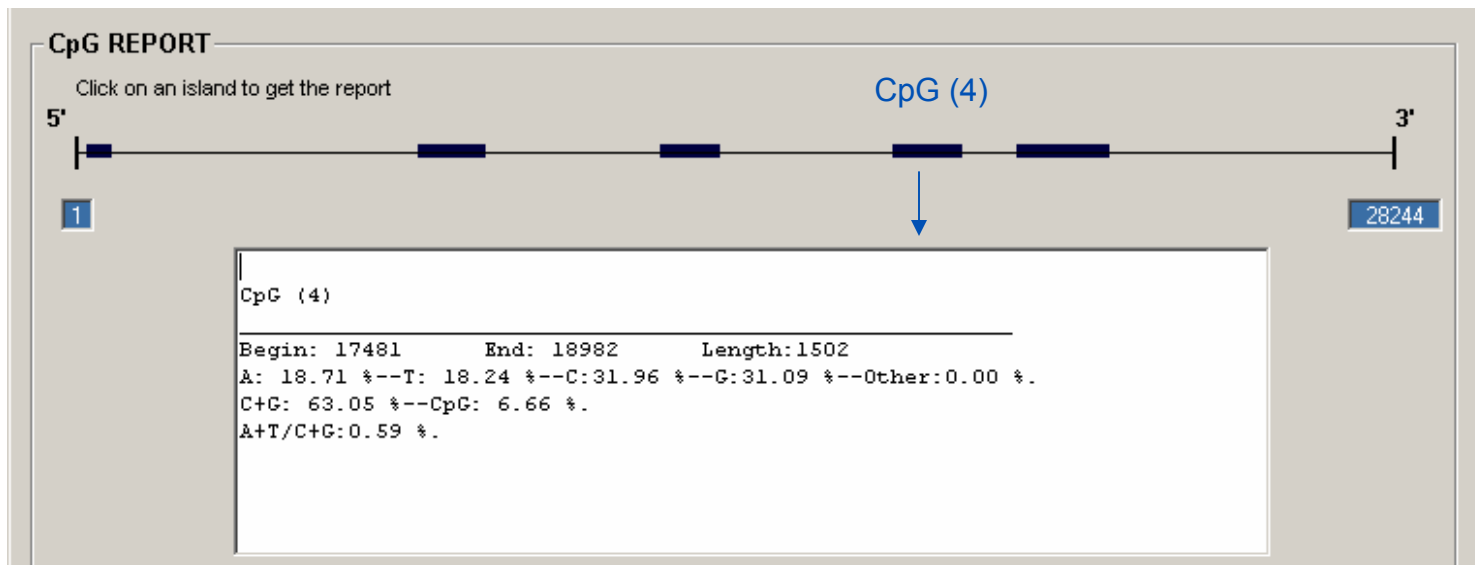 CpG REPORT
Click on an island to get the report
CpG (4)
5'
3'
1
28244
CpG (4)
Begin: 17481 End: 18982 Length:1502
A: 18.71 %--T: 18.24 %--C:31.96 %--G:31.09 %--Other:0.00 %.
C+G: 63.05 %--CpG: 6.66 %.
A+T/C+G:0.59 %.